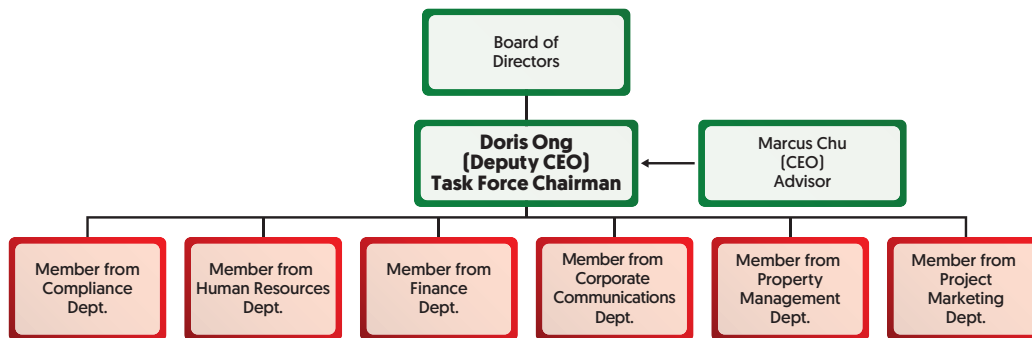 Board of
Directors
Doris Ong
(Deputy CEO)
Task Force Chairman
Marcus Chu
(CEO)
Advisor
Member from
Compliance
Dept.
Member from
Human Resources
Dept.
Member from
Finance
Dept.
Member from
Corporate
Communications
Dept.
Member from
Property
Management
Dept.
Member from
Project
Marketing
Dept.